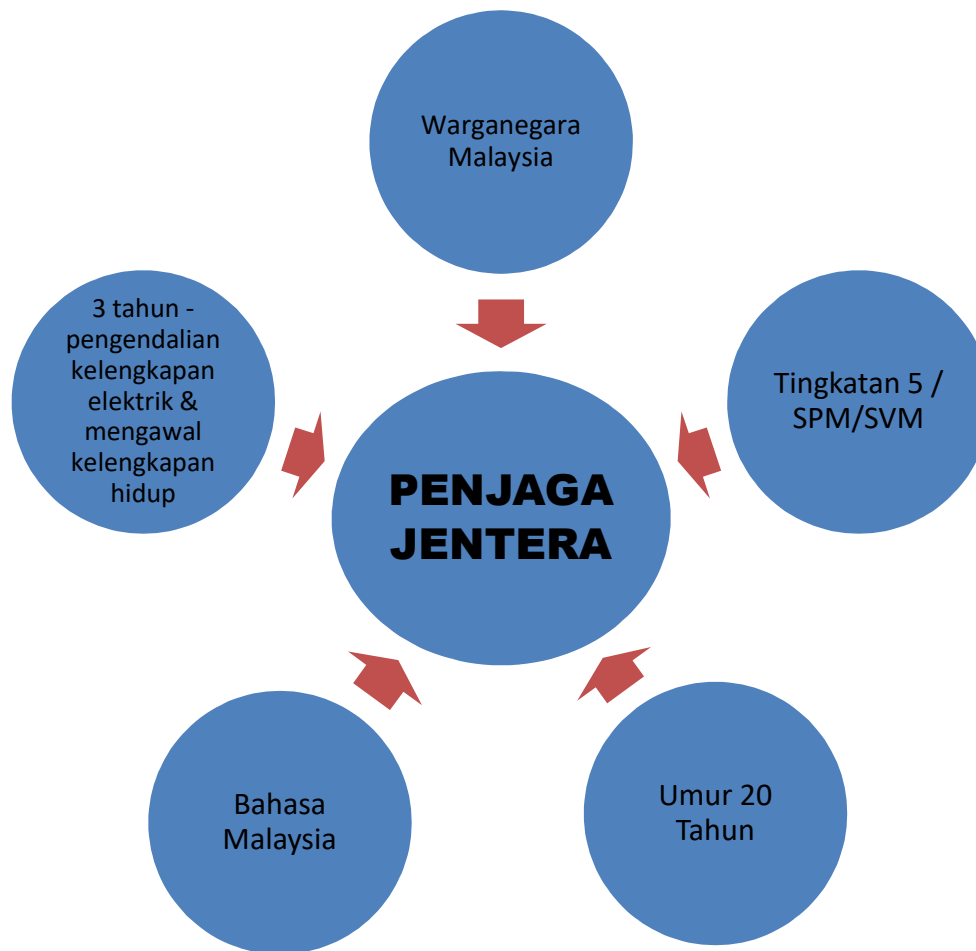 Warganegara
Malaysia
3 tahun -
pengendalian
kelengkapan
elektrik &
mengawal
kelengkapan
hidup
Tingkatan 5 /
SPM/SVM
PENJAGA
JENTERA
Bahasa
Malaysia
Umur 20
Tahun